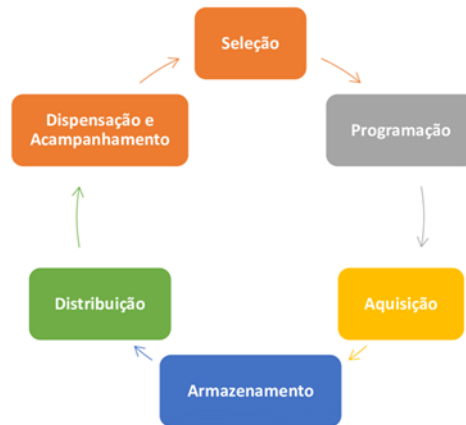 Seleção
Programação
Aquisição
Armazenamento
Distribuição
Dispensação e
Acampanhamento